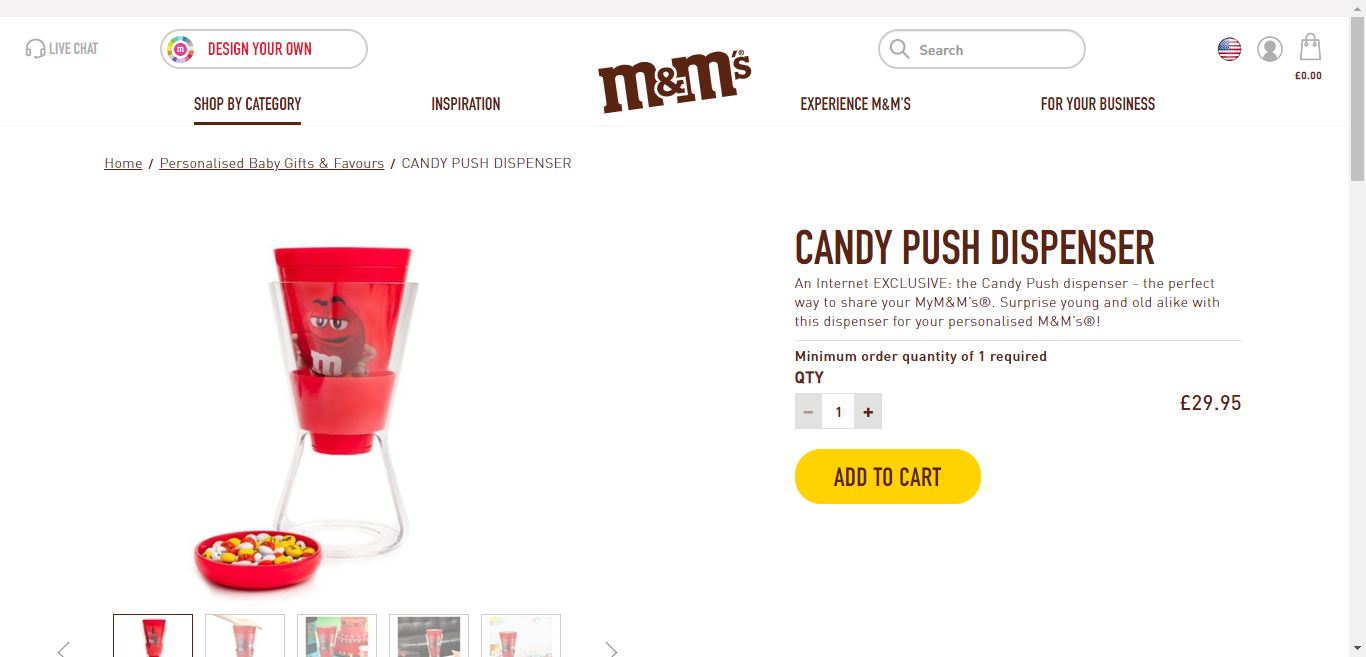 LIVE CHAT
DESIGN YOUR OWN
m&m's®
Search
£0.00
SHOP BY CATEGORY
INSPIRATION
EXPERIENCE M&M'S
FOR YOUR BUSINESS
Home / Personalised Baby Gifts & Favours / CANDY PUSH DISPENSER
CANDY PUSH DISPENSER
An Internet EXCLUSIVE: the Candy Push dispenser - the perfect
way to share your MyM&M's®. Surprise young and old alike with
this dispenser for your personalised M&M's®!
Minimum order quantity of 1 required
QTY
− 1 +
£29.95
ADD TO CART
m